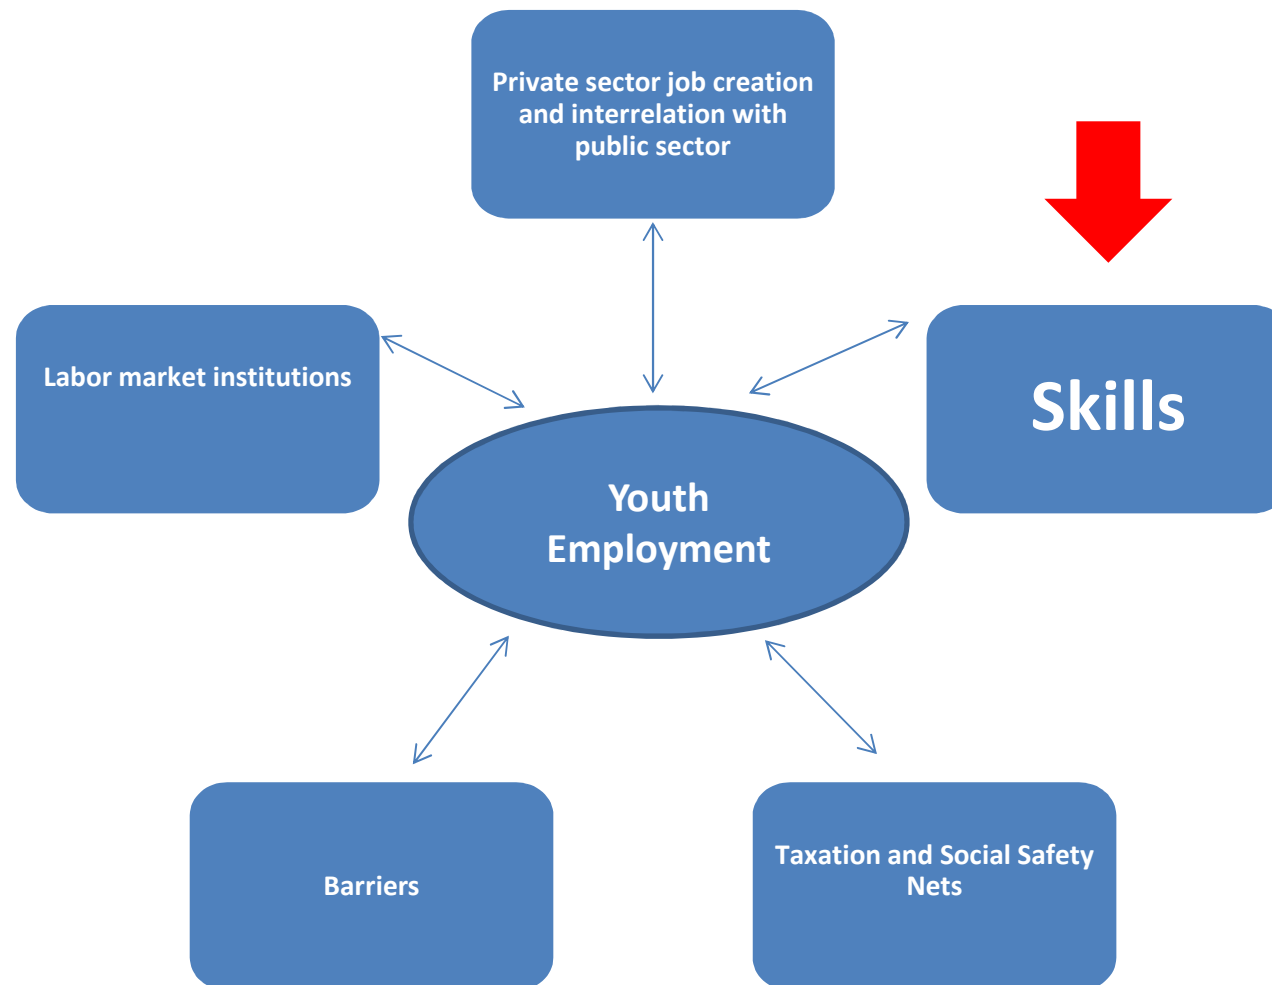 Private sector job creation
and interrelation with
public sector
Labor market institutions
Skills
Youth
Employment
Barriers
Taxation and Social Safety
Nets